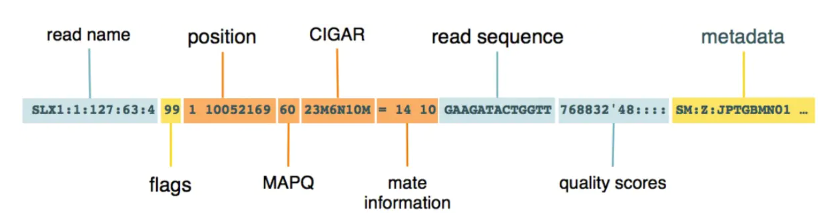 read name
position
CIGAR
read sequence
metadata
SLX1:1:127:63:4 99 1 10052169 60 23M6N10M = 14 10 GAAGATACTGGTT 768832'48:::: SM:Z:JPTGBMN01 …
flags
MAPQ
mate
information
quality scores